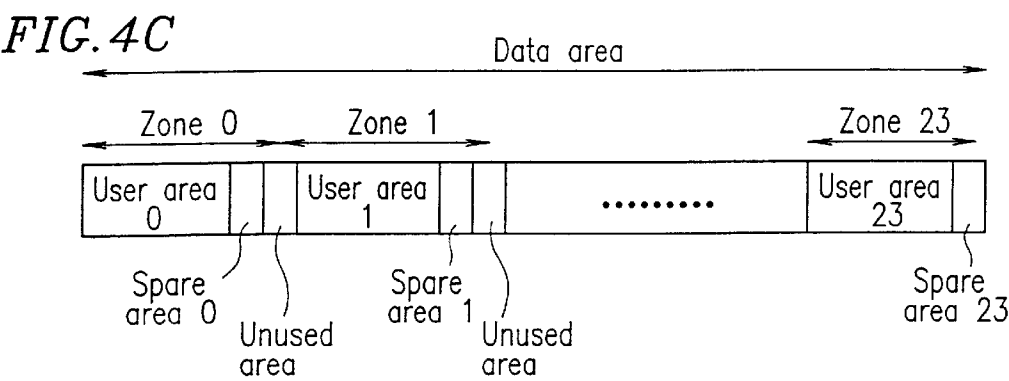 FIG. 4C
Data area
Zone 0
Zone 1
Zone 23
User area
0
User area
1
.........
User area
23
Spare
area 0
Unused
area
Spare
area 1
Unused
area
Spare
area 23